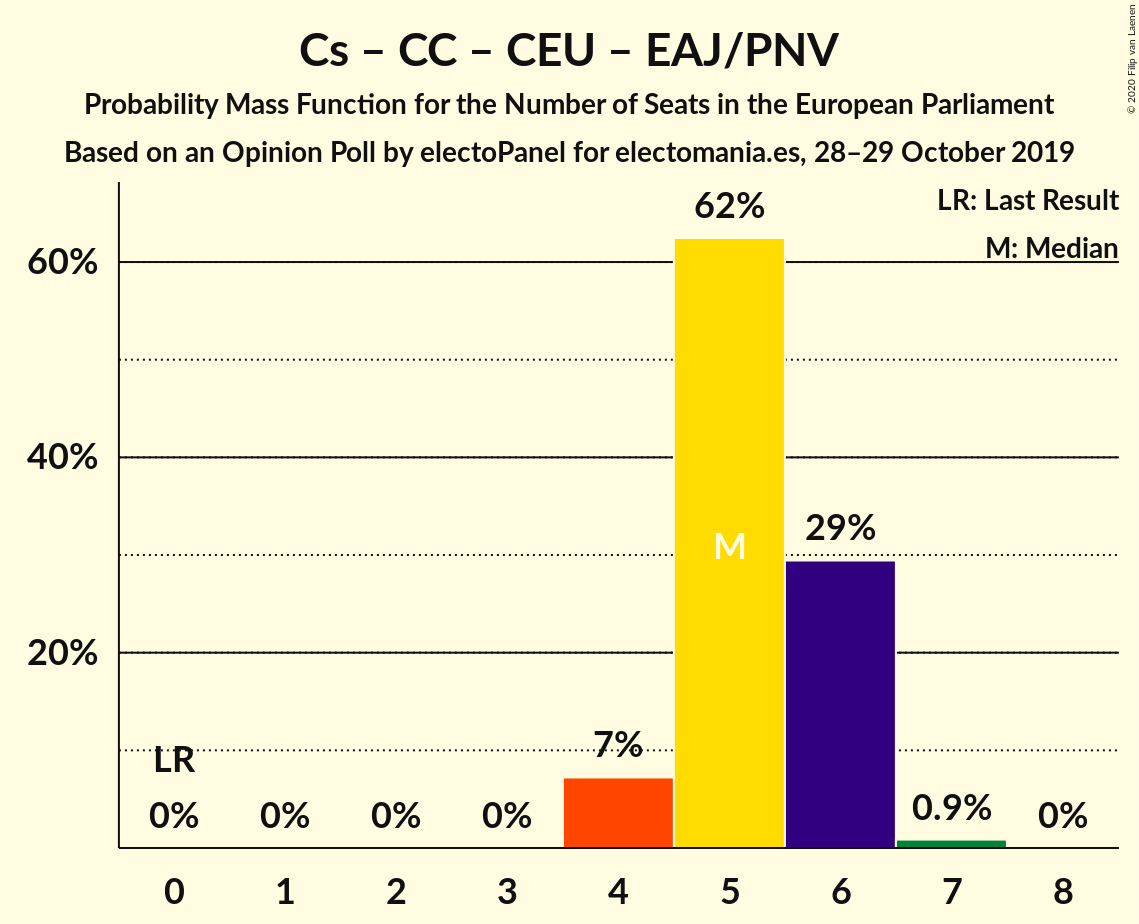 Cs – CC – CEU – EAJ/PNV
Probability Mass Function for the Number of Seats in the European Parliament
Based on an Opinion Poll by electoPanel for electomania.es, 28–29 October 2019
© 2020 Filip van Laenen
LR: Last Result
M: Median
62%
60%
40%
29%
M
20%
7%
LR
0%
0%
0%
0%
0.9%
0%
0 1 2 3 4 5 6 7 8